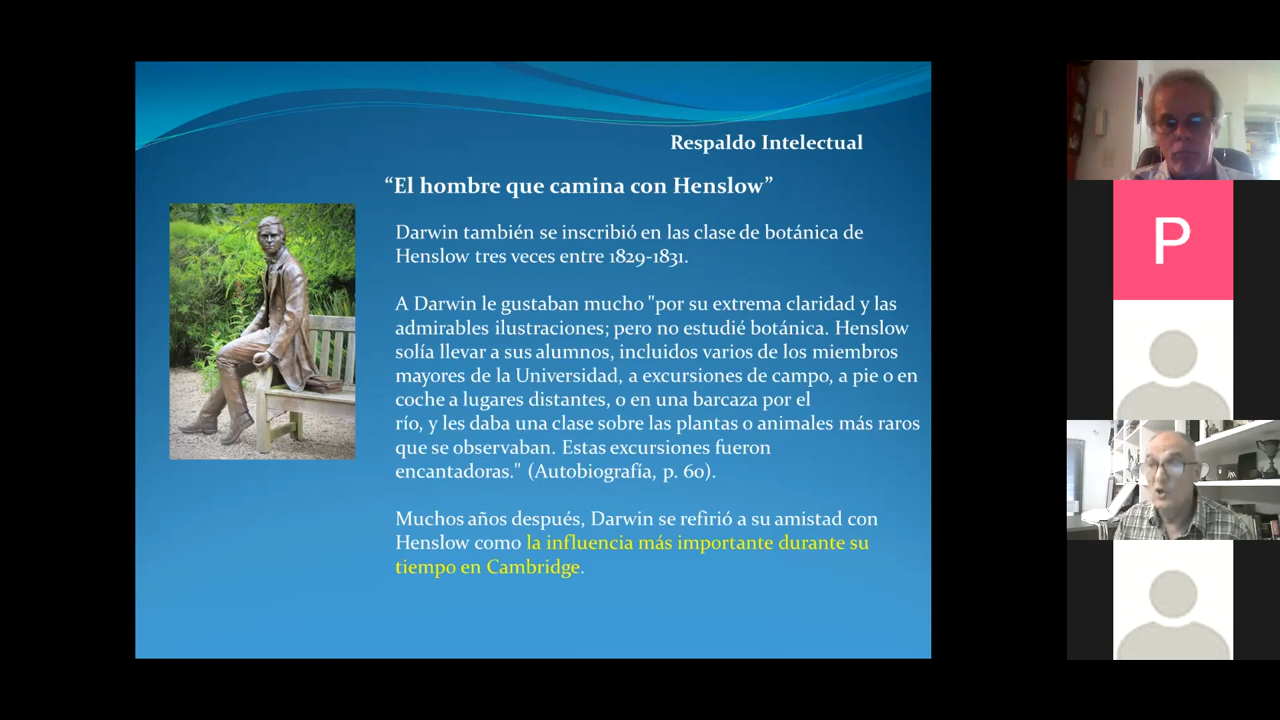 Respaldo Intelectual
“El hombre que camina con Henslow”
Darwin también se inscribió en las clase de botánica de
Henslow tres veces entre 1829-1831.
A Darwin le gustaban mucho "por su extrema claridad y las
admirables ilustraciones; pero no estudié botánica. Henslow
solía llevar a sus alumnos, incluidos varios de los miembros
mayores de la Universidad, a excursiones de campo, a pie o en
coche a lugares distantes, o en una barcaza por el
río, y les daba una clase sobre las plantas o animales más raros
que se observaban. Estas excursiones fueron
encantadoras." (Autobiografía, p. 60).
Muchos años después, Darwin se refirió a su amistad con
Henslow como la influencia más importante durante su
tiempo en Cambridge.
P